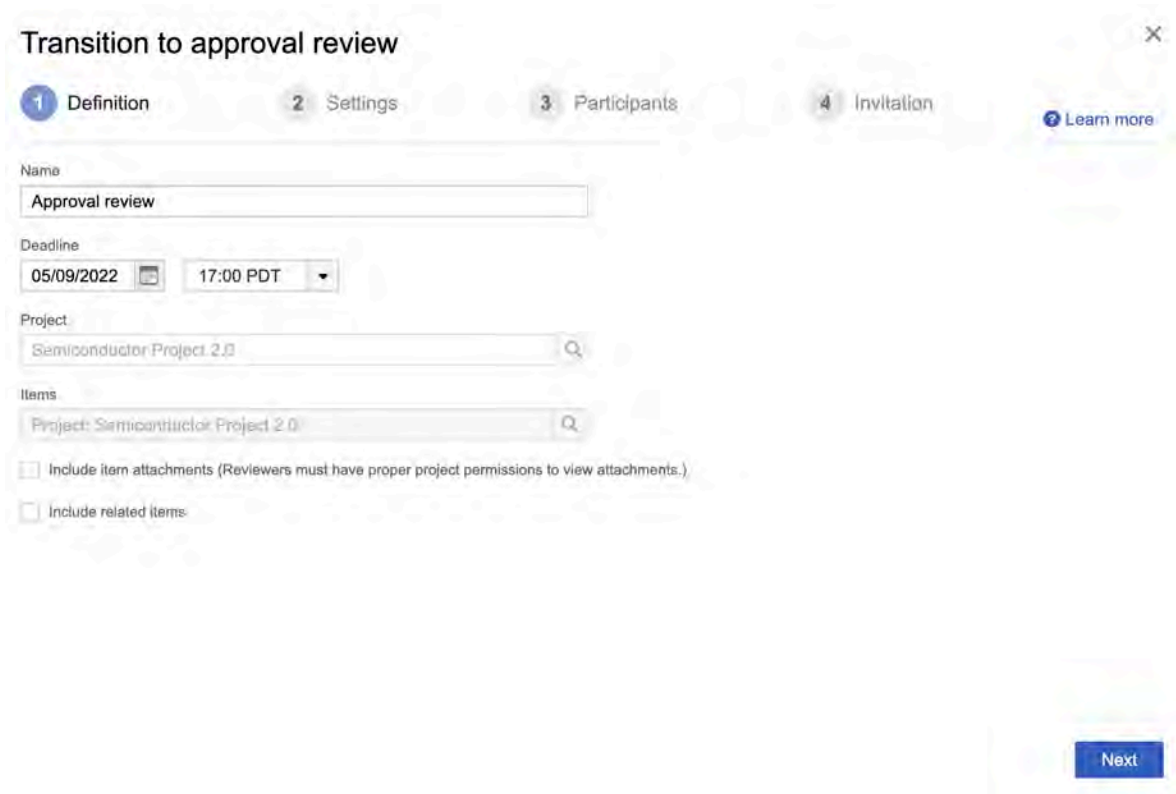 Transition to approval review
1 Definition 2 Settings 3 Participants 4 Invitation
? Learn more
Name
Approval review
Deadline
05/09/2022 17:00 PDT
Project
Semiconductor Project 2.0
Items
Project: Semiconductor Project 2.0
Include item attachments (Reviewers must have proper project permissions to view attachments.)
Include related items
Next